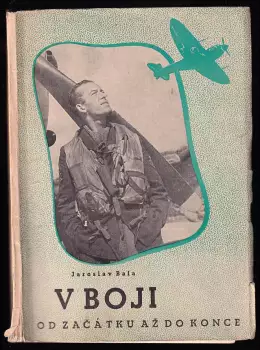 Jaroslav Bala
V BOJI
OD ZAČÁTKU AŽ DO KONCE